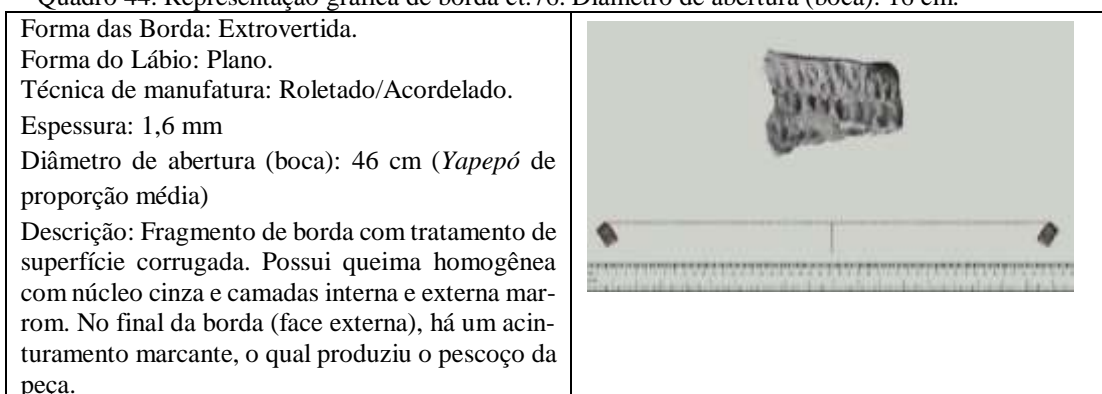 Quadro 44: Representação gráfica de borda ct.76. Diâmetro de abertura (boca): 16 cm.
Forma das Borda: Extrovertida.
Forma do Lábio: Plano.
Técnica de manufatura: Roletado/Acordelado.
Espessura: 1,6 mm
Diâmetro de abertura (boca): 46 cm (Yapepó de
proporção média)
Descrição: Fragmento de borda com tratamento de
superfície corrugada. Possui queima homogênea
com núcleo cinza e camadas interna e externa mar-
rom. No final da borda (face externa), há um acin-
turamento marcante, o qual produziu o pescoço da
peça.